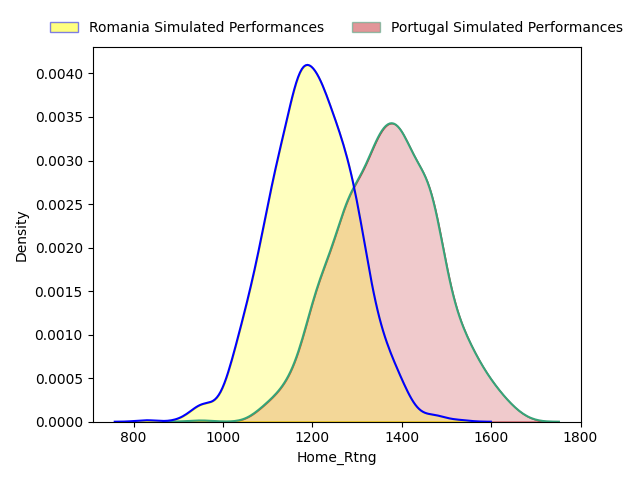 Romania Simulated Performances Portugal Simulated Performances
0.0040
0.0035
0.0030
0.0025
0.0020
0.0015
0.0010
0.0005
0.0000
Density
800 1000 1200 1400 1600 1800
Home_Rtng